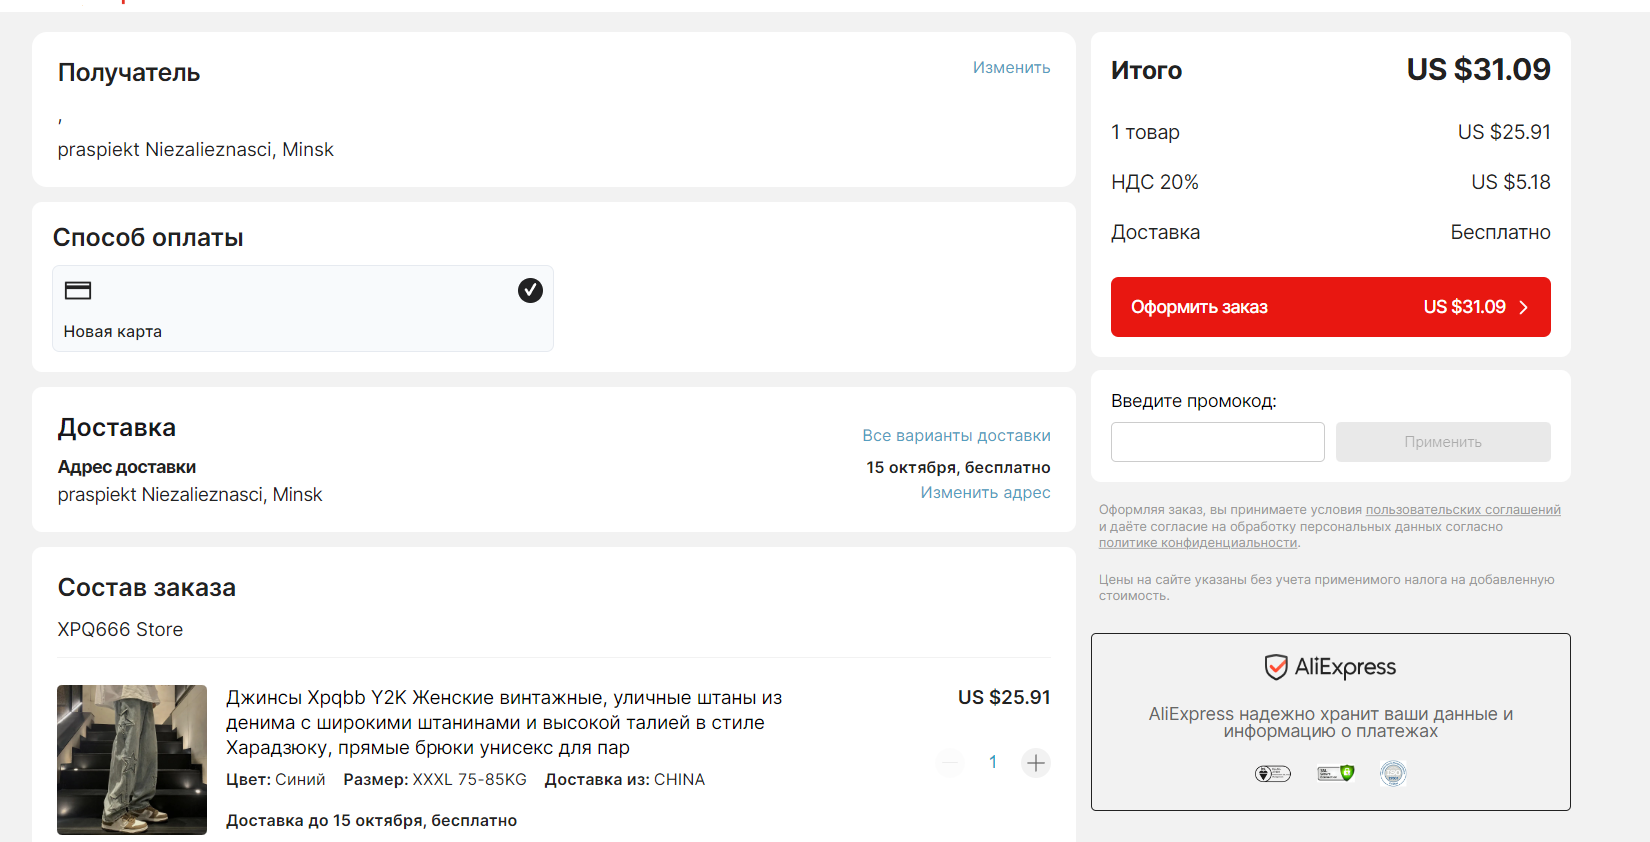 Получатель
Изменить
,
praspiekt Niezalieznasci, Minsk
Способ оплаты
Новая карта
Доставка
Все варианты доставки
Адрес доставки
15 октября, бесплатно
praspiekt Niezalieznasci, Minsk
Изменить адрес
Состав заказа
XPQ666 Store
Джинсы Xpqbb Y2K Женские винтажные, уличные штаны из
денима с широкими штанинами и высокой талией в стиле
Харадзюку, прямые брюки унисекс для пар
US $25.91
1
Цвет: Синий Размер: XXXL 75-85KG Доставка из: CHINA
Доставка до 15 октября, бесплатно
Итого US $31.09
1 товар US $25.91
НДС 20% US $5.18
Доставка Бесплатно
Оформить заказ US $31.09
Введите промокод:
Применить
Оформляя заказ, вы принимаете условия пользовательских соглашений
и даёте согласие на обработку персональных данных согласно
политике конфиденциальности.
Цены на сайте указаны без учета применимого налога на добавленную
стоимость.
AliExpress
AliExpress надежно хранит ваши данные и
информацию о платежах